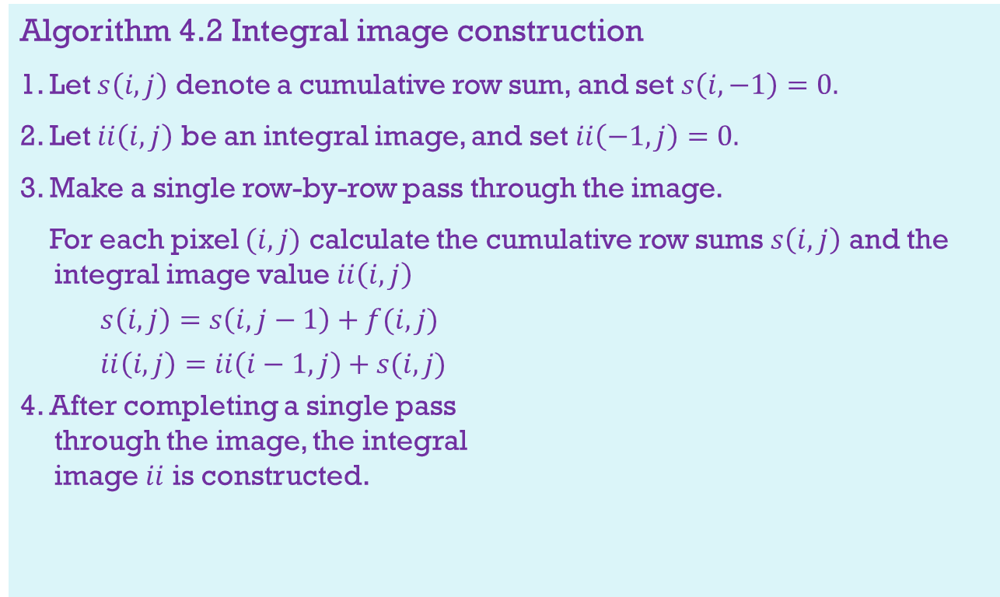 Algorithm 4.2 Integral image construction
1. Let s(i, j) denote a cumulative row sum, and set s(i, −1) = 0.
2. Let ii(i, j) be an integral image, and set ii(−1, j) = 0.
3. Make a single row-by-row pass through the image.
For each pixel (i, j) calculate the cumulative row sums s(i, j) and the
integral image value ii(i, j)
s(i, j) = s(i, j − 1) + f(i, j)
ii(i, j) = ii(i − 1, j) + s(i, j)
4. After completing a single pass
through the image, the integral
image ii is constructed.